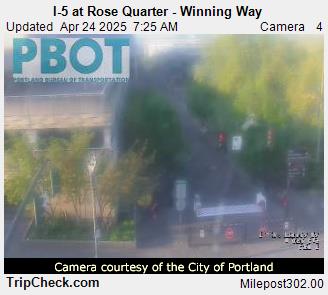 I-5 at Rose Quarter - Winning Way
Updated Apr 24 2025 7:25 AM Camera 4
PBOT
PORTLAND BUREAU OF TRANSPORTATION
Camera courtesy of the City of Portland
TripCheck.com Milepost302.00